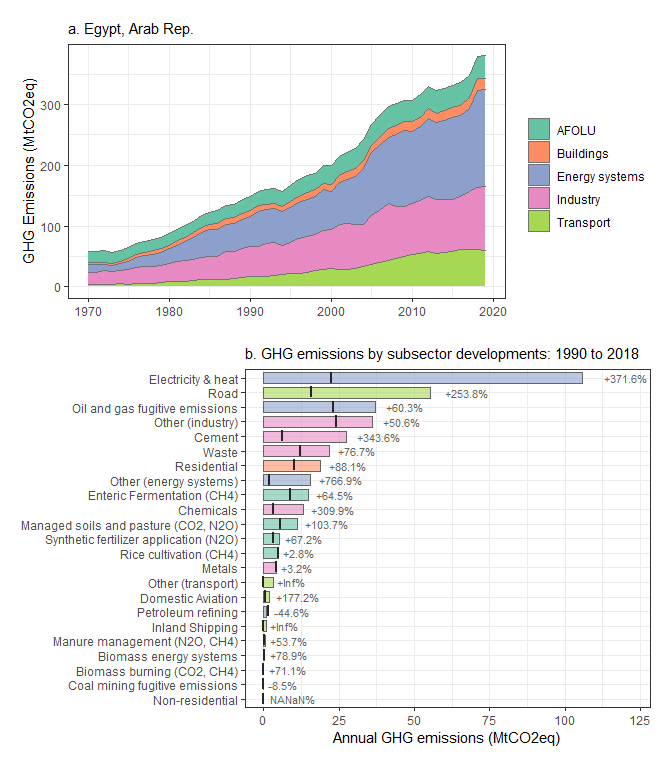 a. Egypt, Arab Rep.
GHG Emissions (MtCO2eq)
300
200
100
0
1970
1980
1990
2000
2010
2020
AFOLU
Buildings
Energy systems
Industry
Transport
b. GHG emissions by subsector developments: 1990 to 2018
Electricity & heat +371.6%
Road +253.8%
Oil and gas fugitive emissions +60.3%
Other (industry) +50.6%
Cement +343.6%
Waste +76.7%
Residential +88.1%
Other (energy systems) +766.9%
Enteric Fermentation (CH4) +64.5%
Chemicals +309.9%
Managed soils and pasture (CO2, N2O) +103.7%
Synthetic fertilizer application (N2O) +67.2%
Rice cultivation (CH4) +2.8%
Metals +3.2%
Other (transport) +Inf%
Domestic Aviation +177.2%
Petroleum refining -44.6%
Inland Shipping +Inf%
Manure management (N2O, CH4) +53.7%
Biomass energy systems +78.9%
Biomass burning (CO2, CH4) +71.1%
Coal mining fugitive emissions -8.5%
Non-residential NANaN%
0
25
50
75
100
125
Annual GHG emissions (MtCO2eq)